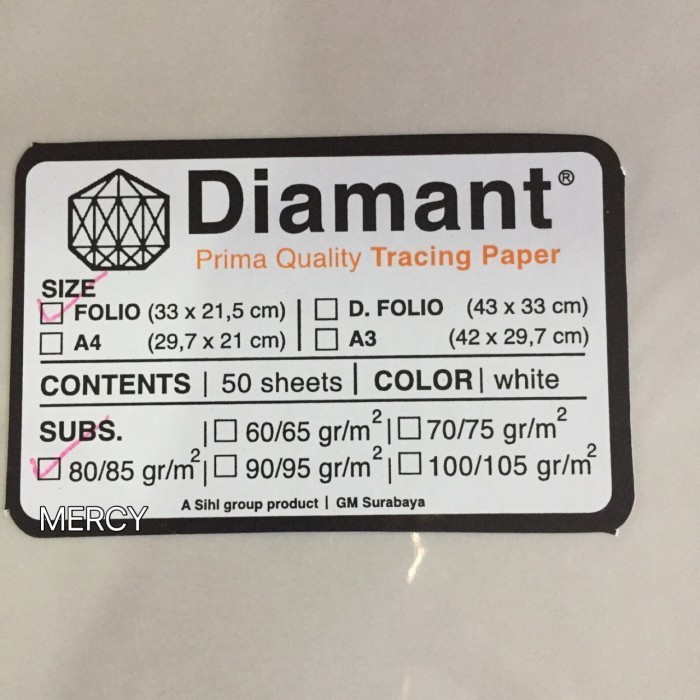 Diamant®
Prima Quality Tracing Paper
SIZE
FOLIO (33 x 21,5 cm) | D. FOLIO (43 x 33 cm)
A4 (29,7 x 21 cm) | A3 (42 x 29,7 cm)
CONTENTS | 50 sheets | COLOR | white
SUBS. | 60/65 gr/m² | 70/75 gr/m²
80/85 gr/m² | 90/95 gr/m² | 100/105 gr/m²
A Sihl group product | GM Surabaya
MERCY